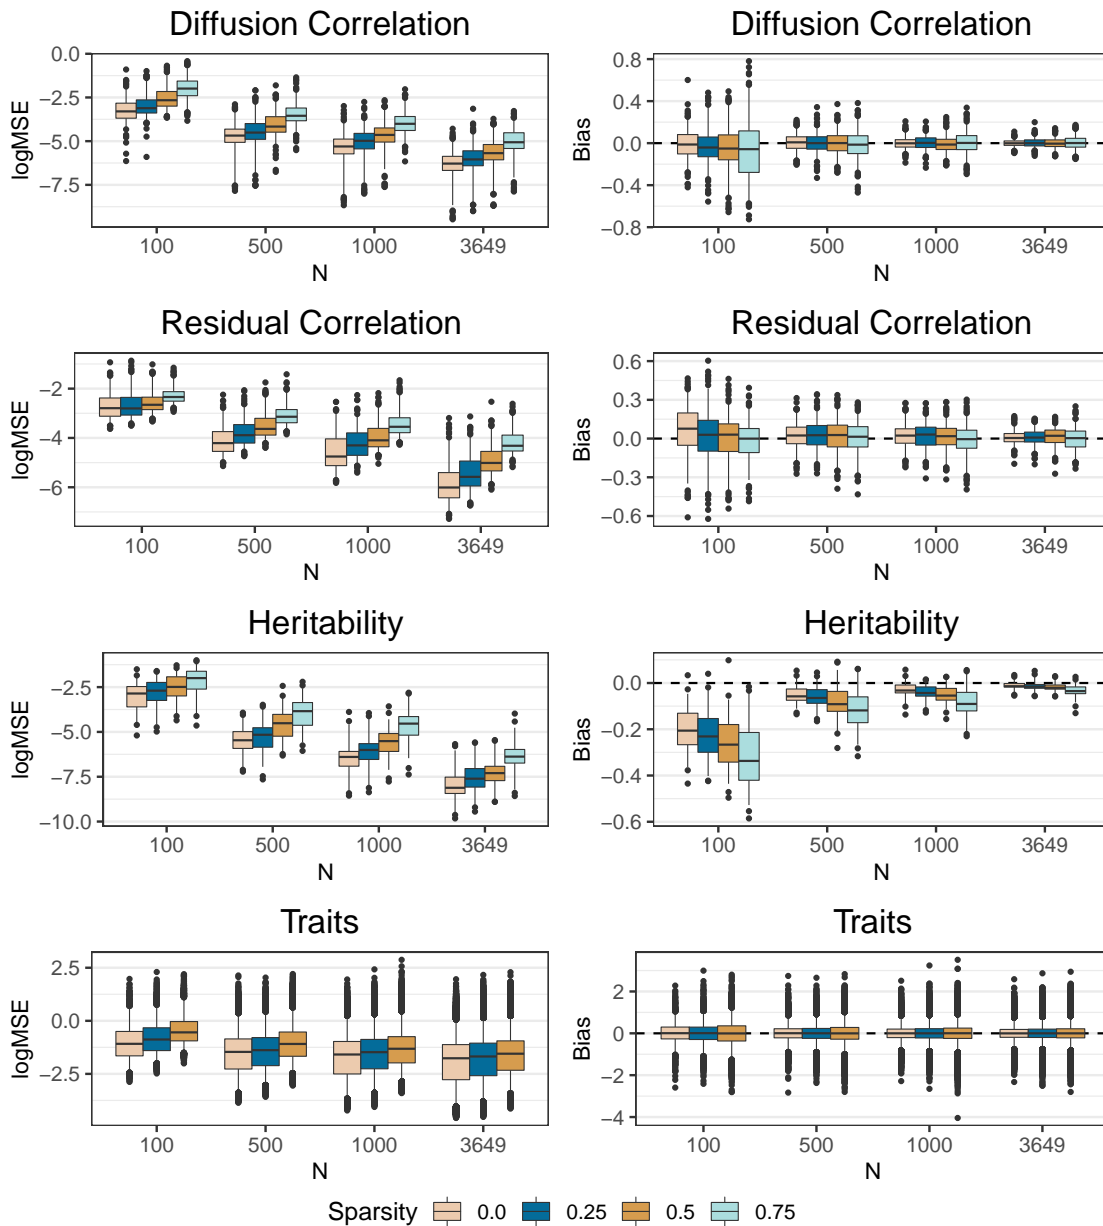 Diffusion Correlation
Diffusion Correlation
logMSE
0.0
−2.5
−5.0
−7.5
100 500 1000 3649
N
Bias
0.8
0.4
0.0
−0.4
−0.8
100 500 1000 3649
N
Residual Correlation
Residual Correlation
logMSE
−2
−4
−6
100 500 1000 3649
N
Bias
0.6
0.3
0.0
−0.3
−0.6
100 500 1000 3649
N
Heritability
Heritability
logMSE
−2.5
−5.0
−7.5
−10.0
100 500 1000 3649
N
Bias
0.0
−0.2
−0.4
−0.6
100 500 1000 3649
N
Traits
Traits
logMSE
2.5
0.0
−2.5
100 500 1000 3649
N
Bias
2
0
−2
−4
100 500 1000 3649
N
Sparsity 0.0 0.25 0.5 0.75